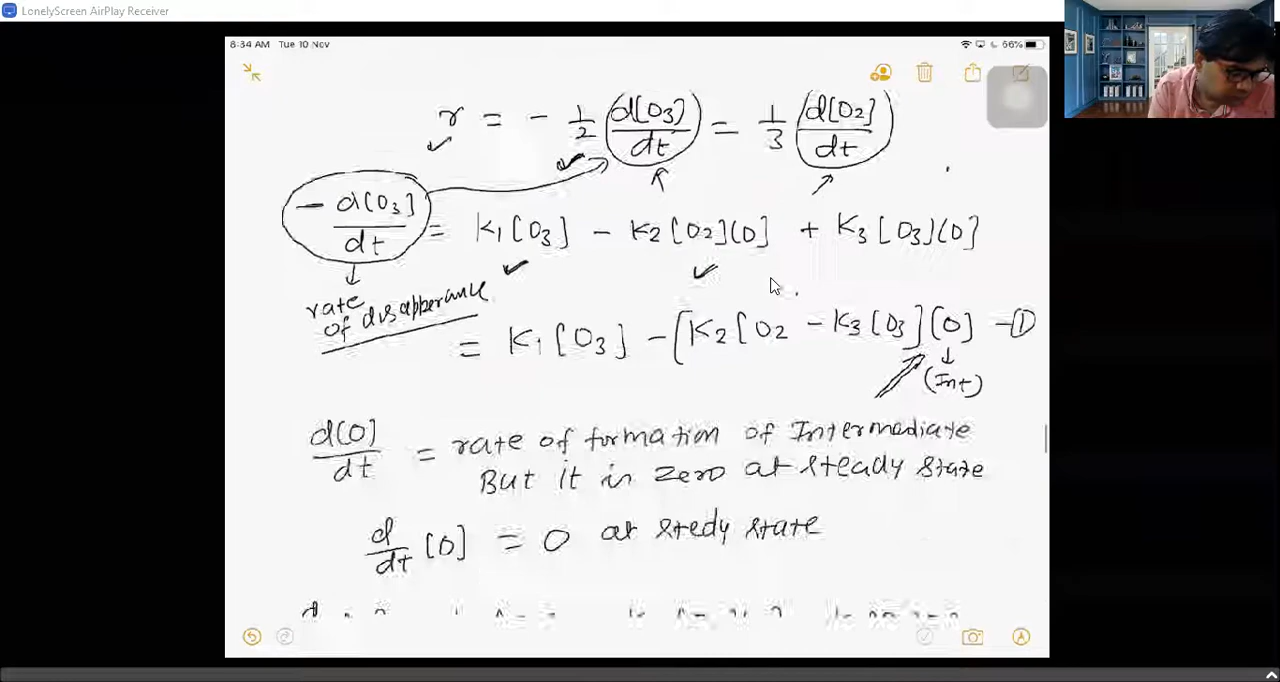 LonelyScreen AirPlay Receiver
8:34 AM Tue 10 Nov 56%
r = - 1/2 d[O3]/dt = 1/3 (d[O2]/dt)
- d[O3]/dt = K1[O3] - K2[O2](O] + K3[O3)(O]
rate
of disapperance
= K1[O3] - [K2[O2 - K3[O3](O] -①
(Int)
d(O]/dt = rate of formation of Intermediate
But it is zero at steady state
d/dt [O] = 0 at stedy state